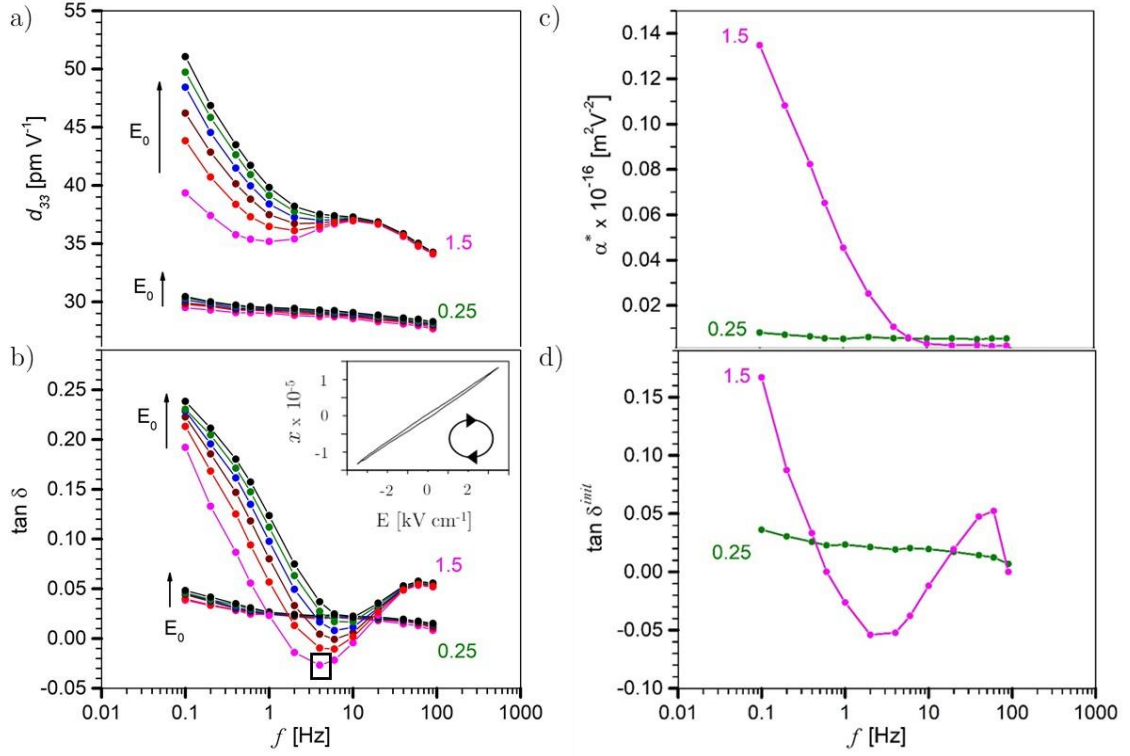 a)
55
50
45
40
35
30
d33 [pm V-1]
E0
E0
1.5
0.25
c)
0.14
0.12
0.10
0.08
0.06
0.04
0.02
α* x 10-16 [m2V-2]
1.5
0.25
b)
0.25
0.20
0.15
0.10
0.05
0.00
-0.05
tan δ
E0
E0
1.5
0.25
1
0
-1
x x 10-5
-2 0 2
E [kV cm-1]
0.01 0.1 1 10 100 1000
f [Hz]
d)
0.15
0.10
0.05
0.00
-0.05
-0.10
tan δinit
1.5
0.25
0.01 0.1 1 10 100 1000
f [Hz]